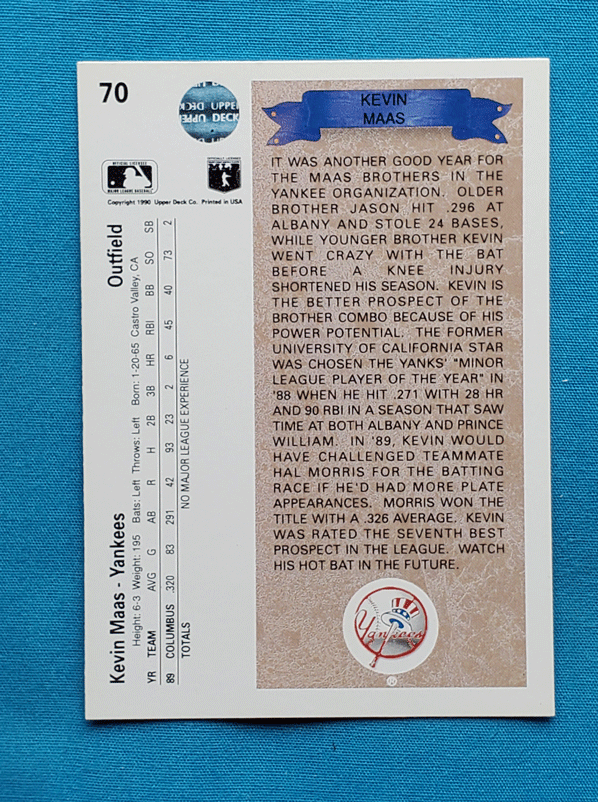 70
UPPER DECK
OFFICIAL LICENSEE
MAJOR LEAGUE BASEBALL
Copyright 1990 Upper Deck Co. Printed in USA
KEVIN
MAAS
IT WAS ANOTHER GOOD YEAR FOR
THE MAAS BROTHERS IN THE
YANKEE ORGANIZATION. OLDER
BROTHER JASON HIT .296 AT
ALBANY AND STOLE 24 BASES,
WHILE YOUNGER BROTHER KEVIN
WENT CRAZY WITH THE BAT
BEFORE A KNEE INJURY
SHORTENED HIS SEASON. KEVIN IS
THE BETTER PROSPECT OF THE
BROTHER COMBO BECAUSE OF HIS
POWER POTENTIAL. THE FORMER
UNIVERSITY OF CALIFORNIA STAR
WAS CHOSEN THE YANKS' "MINOR
LEAGUE PLAYER OF THE YEAR" IN
'88 WHEN HE HIT .271 WITH 28 HR
AND 90 RBI IN A SEASON THAT SAW
TIME AT BOTH ALBANY AND PRINCE
WILLIAM. IN '89, KEVIN WOULD
HAVE CHALLENGED TEAMMATE
HAL MORRIS FOR THE BATTING
RACE IF HE'D HAD MORE PLATE
APPEARANCES. MORRIS WON THE
TITLE WITH A .326 AVERAGE. KEVIN
WAS RATED THE SEVENTH BEST
PROSPECT IN THE LEAGUE. WATCH
HIS HOT BAT IN THE FUTURE.
Yankees
Kevin Maas - Yankees Outfield
Height: 6-3 Weight: 195 Bats: Left Throws: Left Born: 1-20-65 Castro Valley, CA
YR TEAM AVG G AB R H 2B 3B HR RBI BB SO SB
89 COLUMBUS .320 83 291 42 93 23 2 6 45 40 73 2
TOTALS NO MAJOR LEAGUE EXPERIENCE